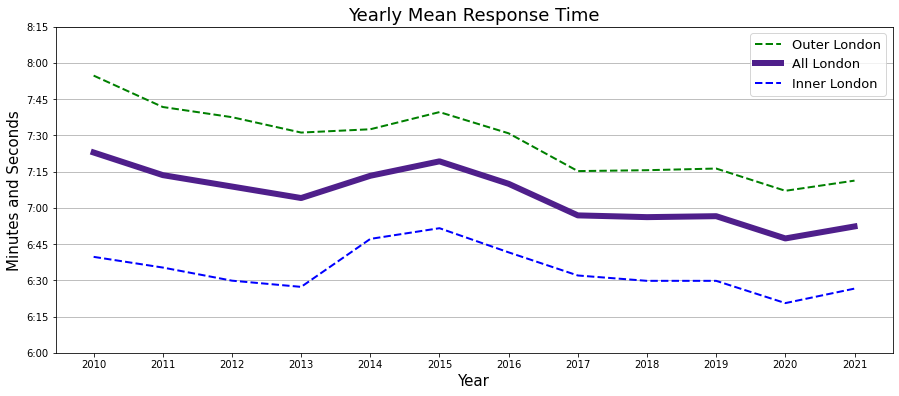 Yearly Mean Response Time
8:15
8:00
7:45
7:30
7:15
7:00
6:45
6:30
6:15
6:00
Minutes and Seconds
Outer London
All London
Inner London
2010 2011 2012 2013 2014 2015 2016 2017 2018 2019 2020 2021
Year